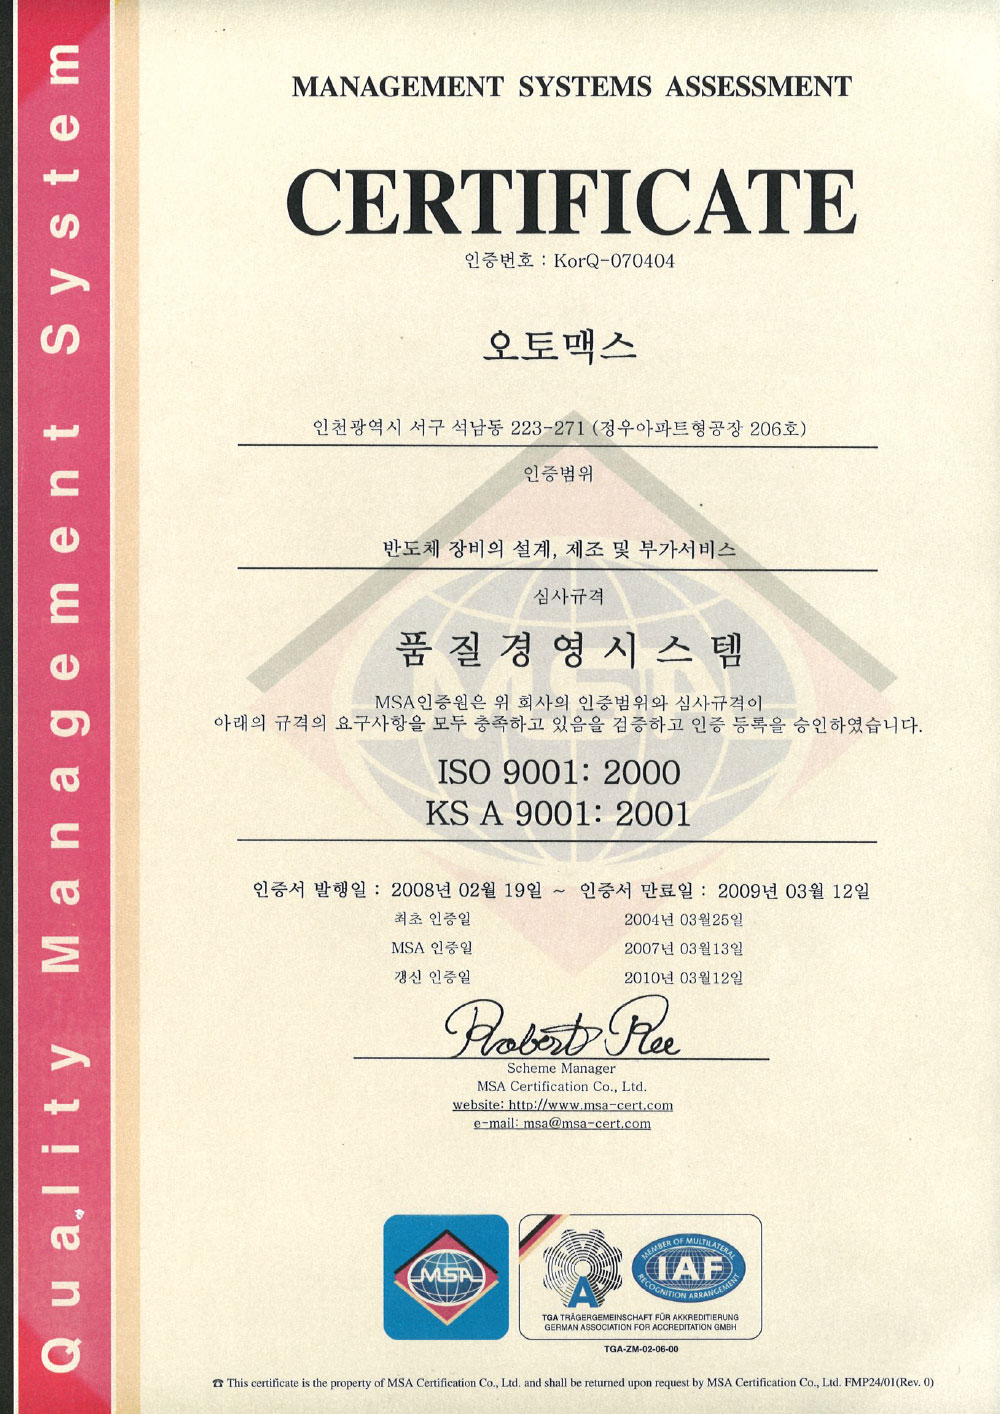 Quality Management System
MANAGEMENT SYSTEMS ASSESSMENT
CERTIFICATE
인증번호 : KorQ-070404
오토맥스
인천광역시 서구 석남동 223-271 (정우아파트형공장 206호)
인증범위
반도체 장비의 설계, 제조 및 부가서비스
심사규격
품질경영시스템
MSA인증원은 위 회사의 인증범위와 심사규격이
아래의 규격의 요구사항을 모두 충족하고 있음을 검증하고 인증 등록을 승인하였습니다.
ISO 9001: 2000
KS A 9001: 2001
인증서 발행일 : 2008년 02월 19일 ~ 인증서 만료일 : 2009년 03월 12일
최초 인증일 2004년 03월25일
MSA 인증일 2007년 03월13일
갱신 인증일 2010년 03월12일
Robert Ree
Scheme Manager
MSA Certification Co., Ltd.
website: http://www.msa-cert.com
e-mail: msa@msa-cert.com
MSA
A
MEMBER OF MULTILATERAL
IAF
RECOGNITION ARRANGEMENT
TGA TRÄGERGEMEINSCHAFT FÜR AKKREDITIERUNG
GERMAN ASSOCIATION FOR ACCREDITATION GMBH
TGA-ZM-02-06-00
☎ This certificate is the property of MSA Certification Co., Ltd. and shall be returned upon request by MSA Certification Co., Ltd. FMP24/01(Rev. 0)